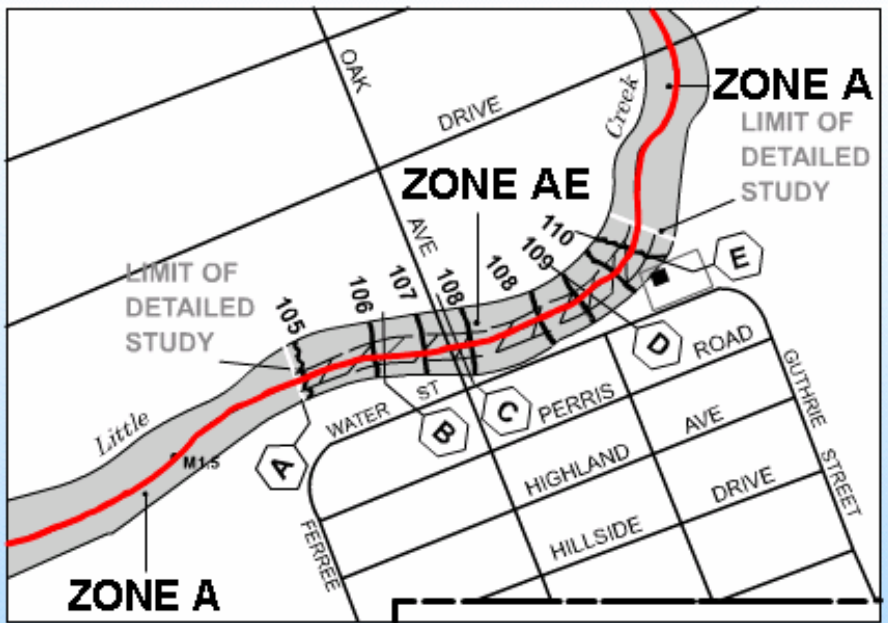 OAK
AVE
DRIVE
Creek
ZONE A
LIMIT OF
DETAILED
STUDY
ZONE AE
LIMIT OF
DETAILED
STUDY
105
106
107
108
108
109
110
E
D
C
B
A
WATER ST
PERRIS ROAD
HIGHLAND AVE
HILLSIDE DRIVE
GUTHRIE STREET
FERREE
Little
M1.5
ZONE A